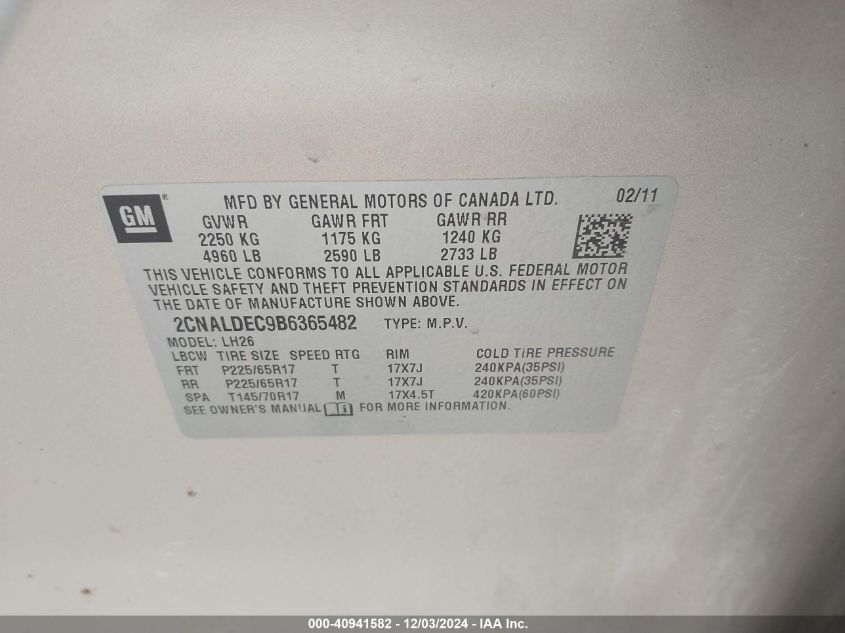 GM ® MFD BY GENERAL MOTORS OF CANADA LTD. 02/11
GVWR GAWR FRT GAWR RR
2250 KG 1175 KG 1240 KG
4960 LB 2590 LB 2733 LB
THIS VEHICLE CONFORMS TO ALL APPLICABLE U.S. FEDERAL MOTOR
VEHICLE SAFETY AND THEFT PREVENTION STANDARDS IN EFFECT ON
THE DATE OF MANUFACTURE SHOWN ABOVE.
2CNALDEC9B6365482 TYPE: M.P.V.
MODEL: LH26
LBCW TIRE SIZE SPEED RTG RIM COLD TIRE PRESSURE
FRT P225/65R17 T 17X7J 240KPA(35PSI)
RR P225/65R17 T 17X7J 240KPA(35PSI)
SPA T145/70R17 M 17X4.5T 420KPA(60PSI)
SEE OWNER'S MANUAL FOR MORE INFORMATION.
000-40941582 - 12/03/2024 - IAA Inc.